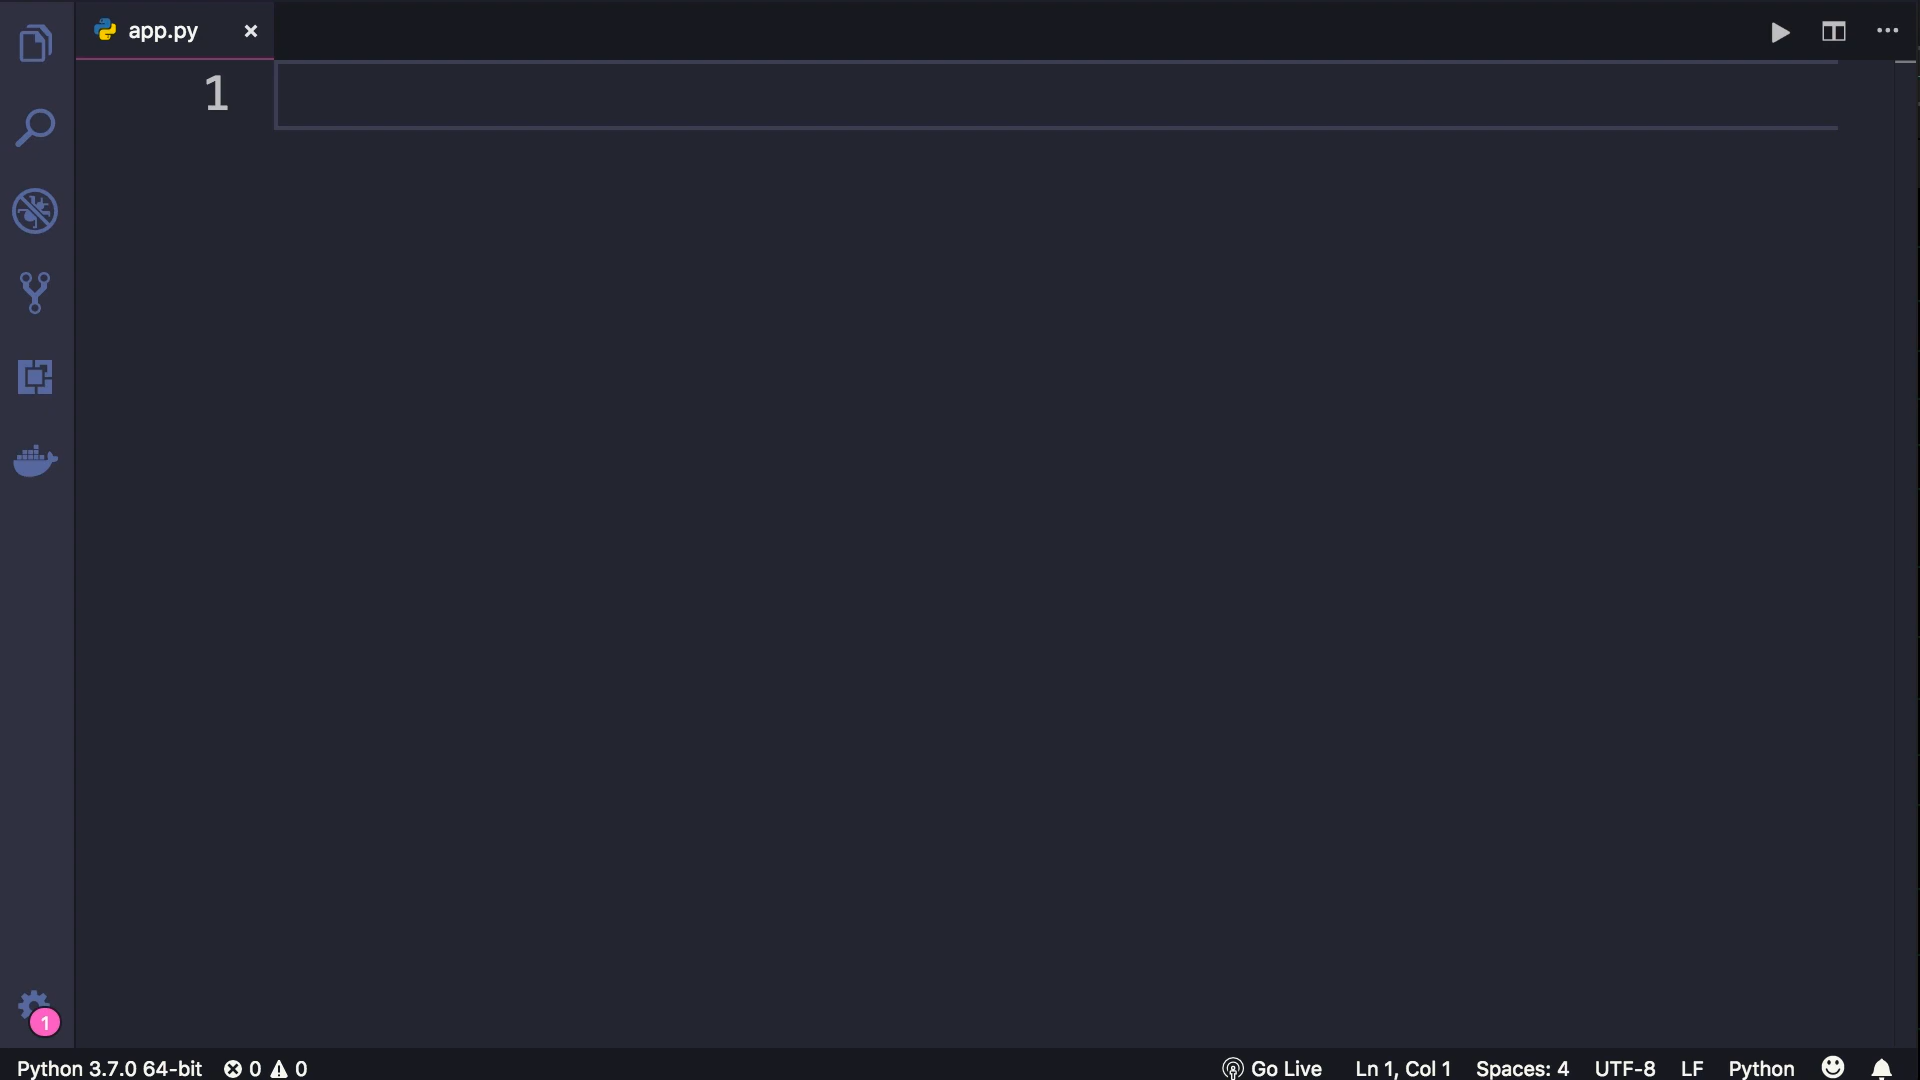 app.py
1
1
Python 3.7.0 64-bit 0 0 Go Live Ln 1, Col 1 Spaces: 4 UTF-8 LF Python